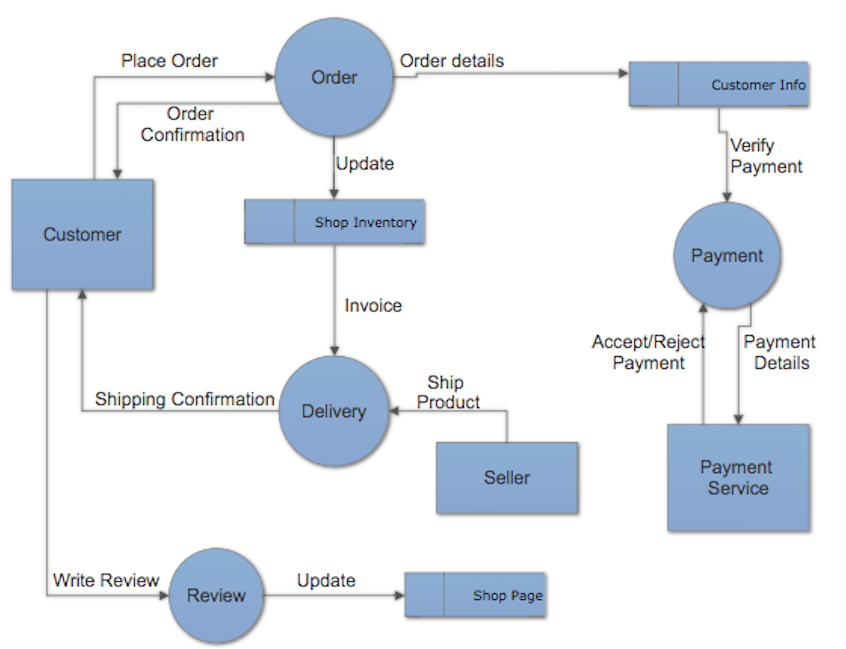 Place Order
Order
Order details
Customer Info
Order
Confirmation
Update
Verify
Payment
Shop Inventory
Customer
Payment
Invoice
Accept/Reject
Payment
Payment
Details
Shipping Confirmation
Delivery
Ship
Product
Seller
Payment
Service
Write Review
Review
Update
Shop Page